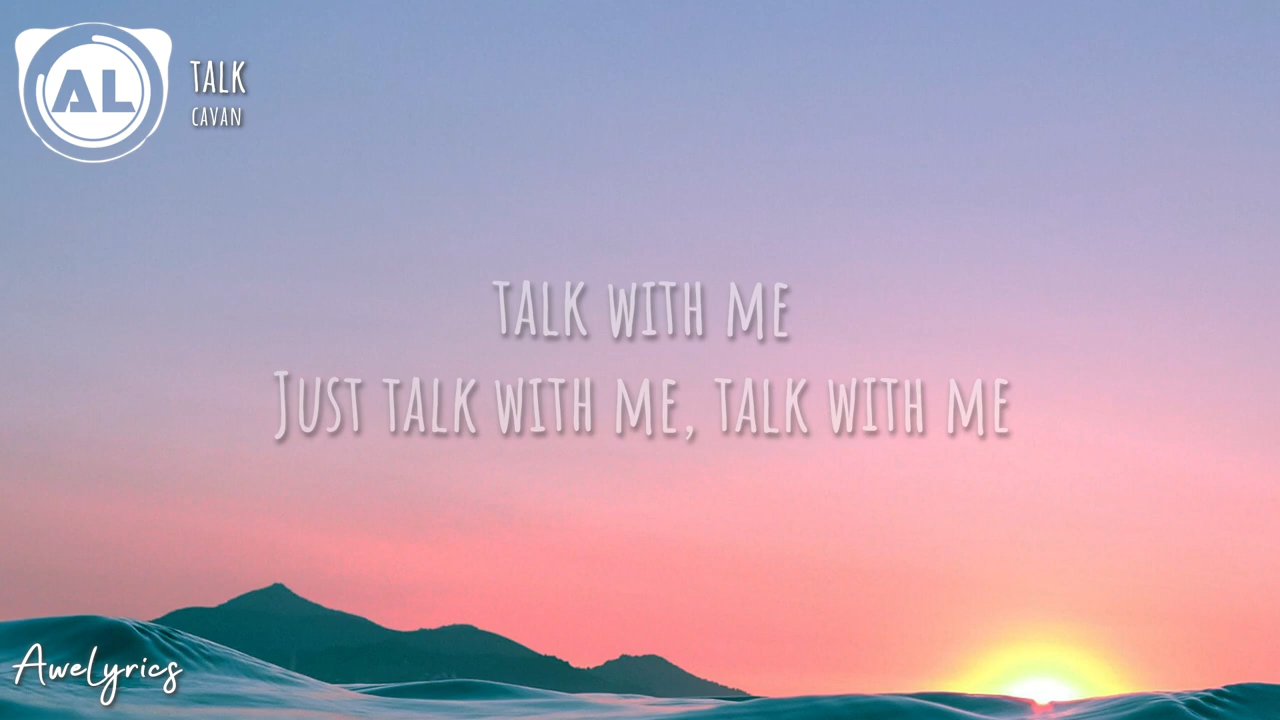 AL
TALK
CAVAN
TALK WITH ME
JUST TALK WITH ME, TALK WITH ME
Awelyrics